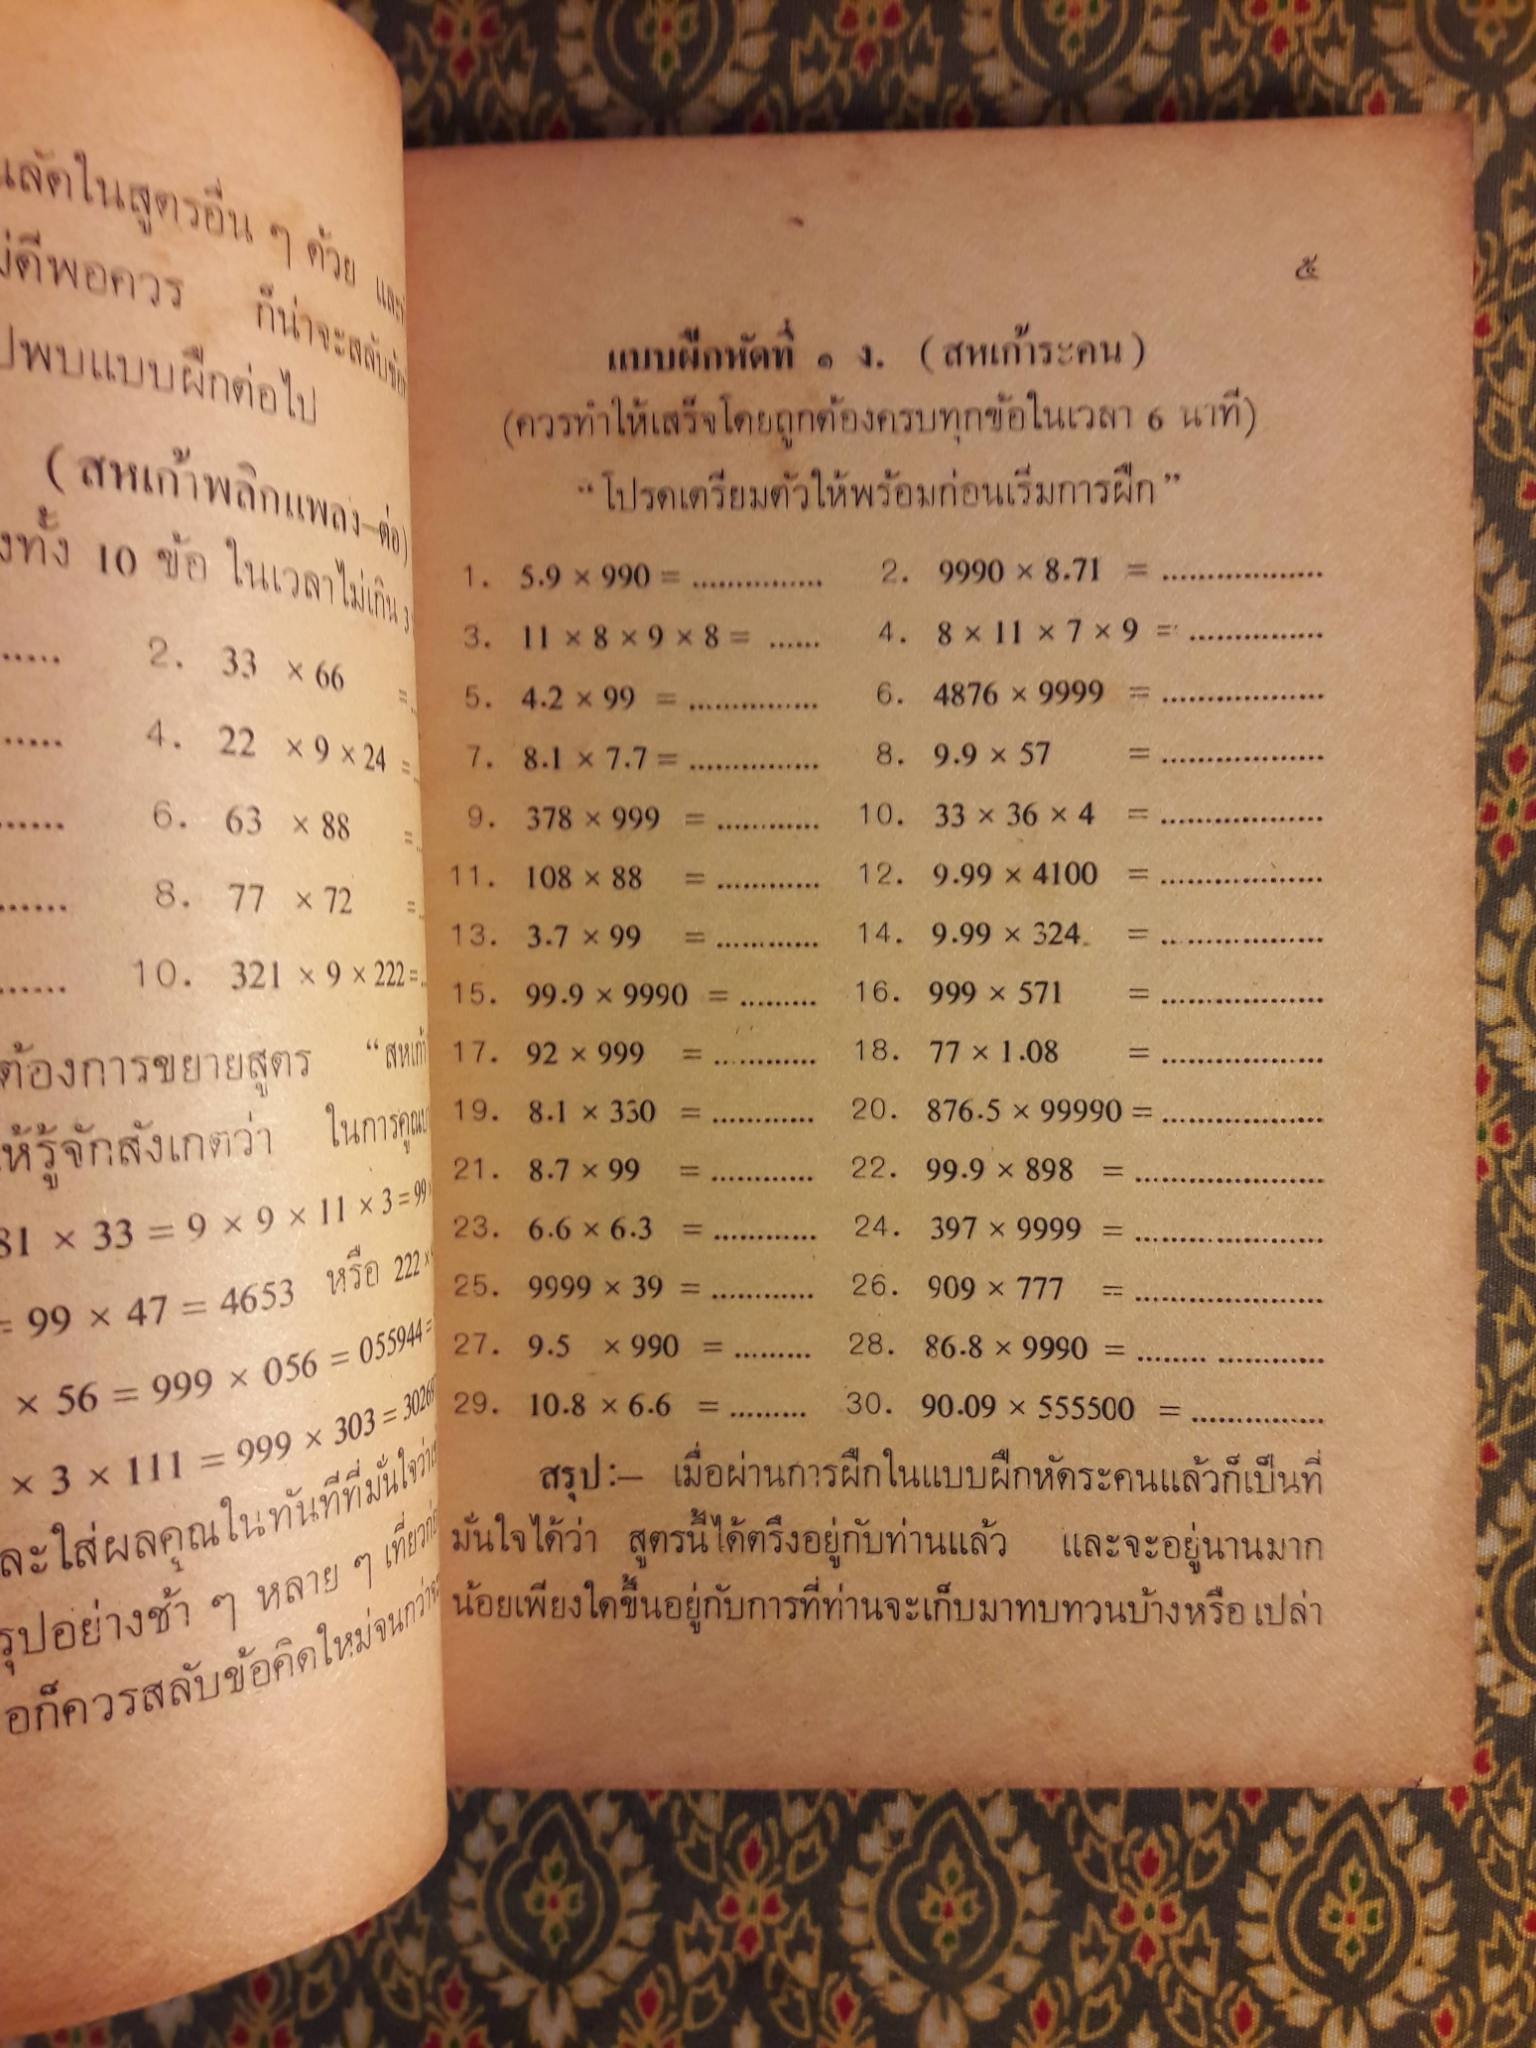 ลัดในสูตรอื่น ๆ ด้วย และ
ดีพอควร ก็น่าจะสลับข้อ
พบแบบฝึกต่อไป
(สหเก้าพลิกแพลง-ต่อ)
ทั้ง 10 ข้อ ในเวลาไม่เกิน 3
...... 2. 33 × 66 =
...... 4. 22 × 9 × 24 =
...... 6. 63 × 88 =
...... 8. 77 × 72 =
...... 10. 321 × 9 × 222 =
ต้องการขยายสูตร “สหเก้
ให้รู้จักสังเกตว่า ในการคูณ
81 × 33 = 9 × 9 × 11 × 3 = 99
= 99 × 47 = 4653 หรือ 222 ×
× 56 = 999 × 056 = 055944 =
× 3 × 111 = 999 × 303 =
ละใส่ผลคูณในทันทีที่มั่นใจว่า
รุปอย่างช้า ๆ หลาย ๆ เที่ยว
อก็ควรสลับข้อคิดใหม่จนกว่าจะ
๕
แบบฝึกหัดที่ ๑ ง. (สหเก้าระคน)
(ควรทำให้เสร็จโดยถูกต้องครบทุกข้อในเวลา 6 นาที)
“โปรดเตรียมตัวให้พร้อมก่อนเริ่มการฝึก”
1. 5.9 × 990 = ............... 2. 9990 × 8.71 = ...................
3. 11 × 8 × 9 × 8 = ...... 4. 8 × 11 × 7 × 9 = ................
5. 4.2 × 99 = ............... 6. 4876 × 9999 = ...................
7. 8.1 × 7.7 = ............... 8. 9.9 × 57 = ...................
9. 378 × 999 = ............ 10. 33 × 36 × 4 = ...................
11. 108 × 88 = ............ 12. 9.99 × 4100 = ...................
13. 3.7 × 99 = ............ 14. 9.99 × 324 = ...................
15. 99.9 × 9990 = ......... 16. 999 × 571 = ...................
17. 92 × 999 = ............ 18. 77 × 1.08 = ...................
19. 8.1 × 330 = ............ 20. 876.5 × 99990 = ...................
21. 8.7 × 99 = ............ 22. 99.9 × 898 = ......................
23. 6.6 × 6.3 = ............ 24. 397 × 9999 = ......................
25. 9999 × 39 = ............ 26. 909 × 777 = ......................
27. 9.5 × 990 = ......... 28. 86.8 × 9990 = ........ ............
29. 10.8 × 6.6 = ......... 30. 90.09 × 555500 = ................
สรุป :— เมื่อผ่านการฝึกในแบบฝึกหัดระคนแล้วก็เป็นที่
มั่นใจได้ว่า สูตรนี้ได้ตรึงอยู่กับท่านแล้ว และจะอยู่นานมาก
น้อยเพียงใดขึ้นอยู่กับการที่ท่านจะเก็บมาทบทวนบ้างหรือเปล่า